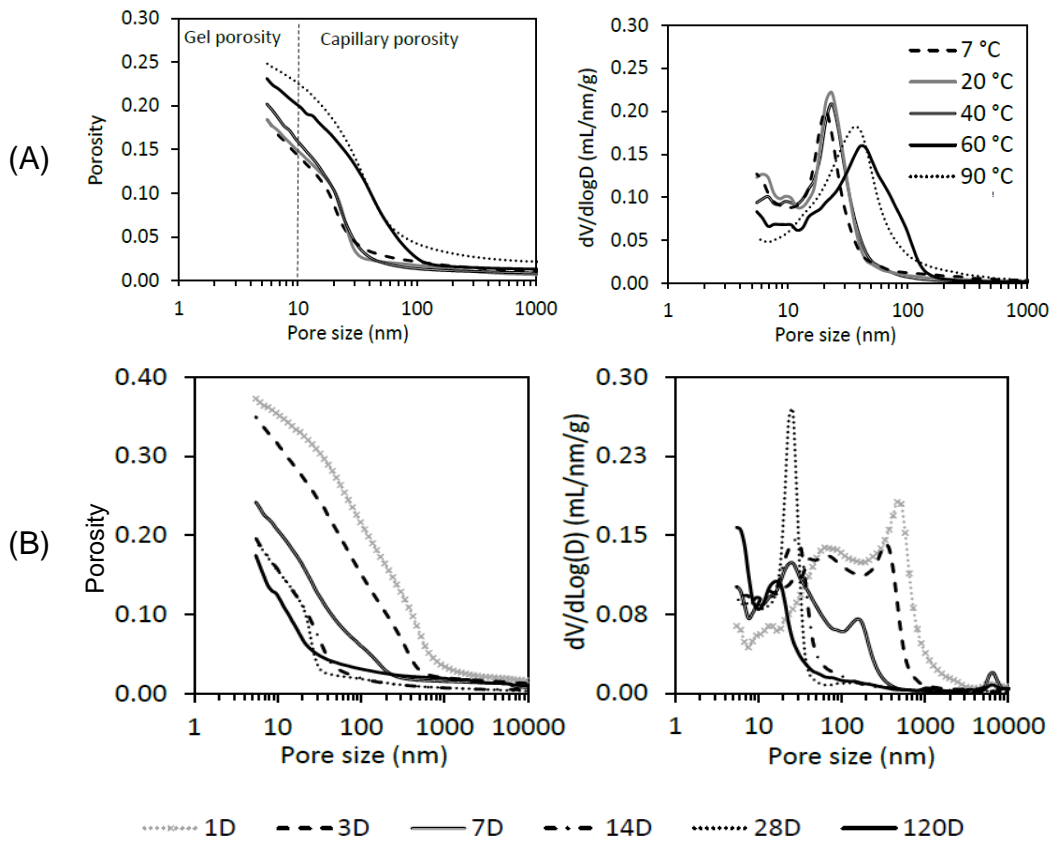 (A)
Porosity
0.30
0.25
0.20
0.15
0.10
0.05
0.00
Gel porosity
Capillary porosity
1
10
100
1000
Pore size (nm)
dV/dlogD (mL/nm/g)
0.30
0.25
0.20
0.15
0.10
0.05
0.00
7 °C
20 °C
40 °C
60 °C
90 °C
1
10
100
1000
Pore size (nm)
(B)
Porosity
0.40
0.30
0.20
0.10
0.00
1
10
100
1000
10000
Pore size (nm)
dV/dLog(D) (mL/nm/g)
0.30
0.23
0.15
0.08
0.00
1
10
100
1000
10000
Pore size (nm)
1D
3D
7D
14D
28D
120D